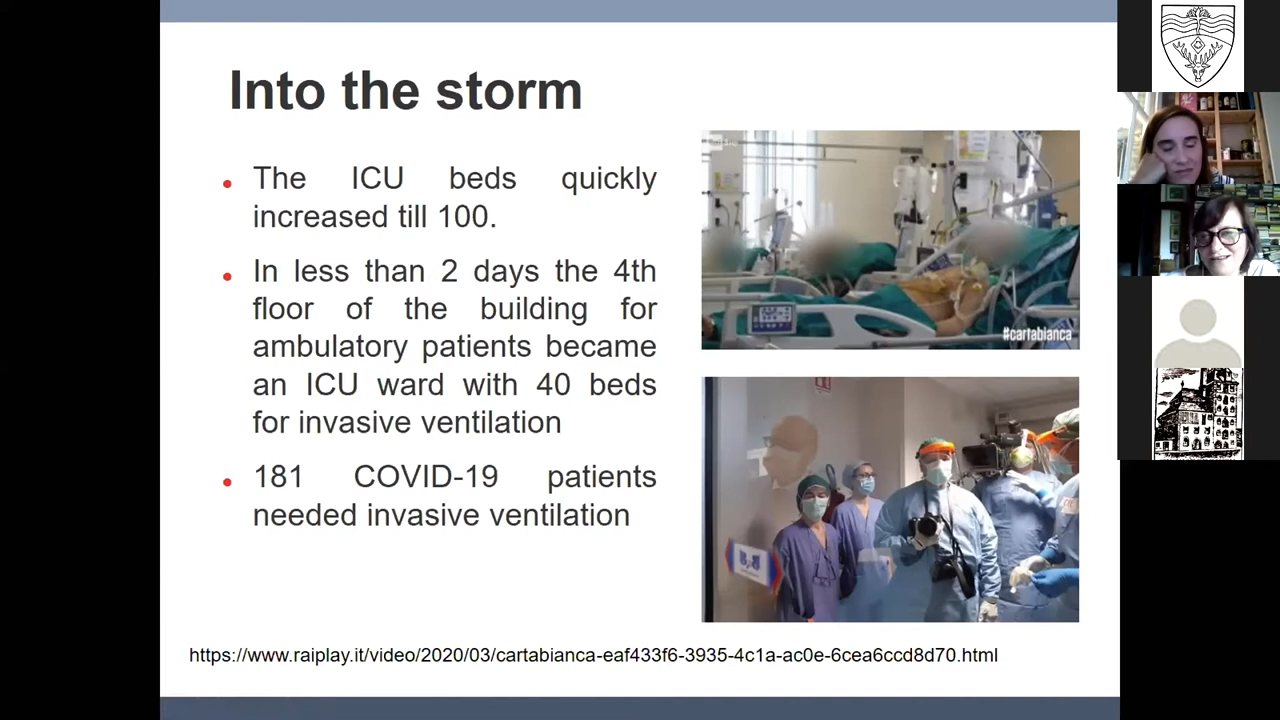 Into the storm
The ICU beds quickly
increased till 100.
In less than 2 days the 4th
floor of the building for
ambulatory patients became
an ICU ward with 40 beds
for invasive ventilation
181 COVID-19 patients
needed invasive ventilation
#cartabianca
https://www.raiplay.it/video/2020/03/cartabianca-eaf433f6-3935-4c1a-ac0e-6cea6ccd8d70.html